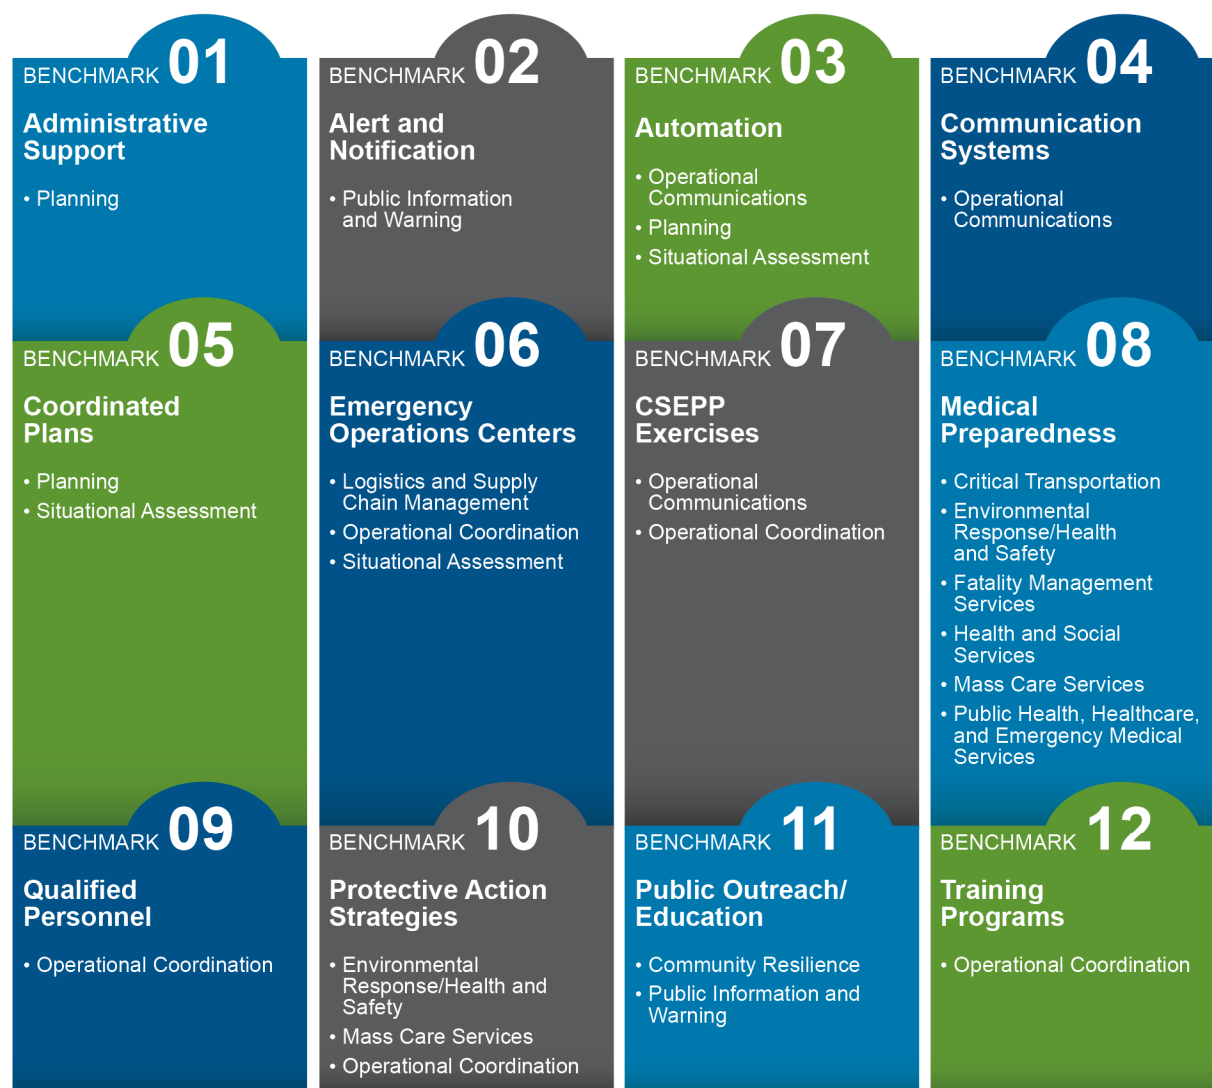 BENCHMARK 01
Administrative
Support
• Planning
BENCHMARK 02
Alert and
Notification
• Public Information
and Warning
BENCHMARK 03
Automation
• Operational
Communications
• Planning
• Situational Assessment
BENCHMARK 04
Communication
Systems
• Operational
Communications
BENCHMARK 05
Coordinated
Plans
• Planning
• Situational Assessment
BENCHMARK 06
Emergency
Operations Centers
• Logistics and Supply
Chain Management
• Operational Coordination
• Situational Assessment
BENCHMARK 07
CSEPP
Exercises
• Operational
Communications
• Operational Coordination
BENCHMARK 08
Medical
Preparedness
• Critical Transportation
• Environmental
Response/Health
and Safety
• Fatality Management
Services
• Health and Social
Services
• Mass Care Services
• Public Health, Healthcare,
and Emergency Medical
Services
BENCHMARK 09
Qualified
Personnel
• Operational Coordination
BENCHMARK 10
Protective Action
Strategies
• Environmental
Response/Health and
Safety
• Mass Care Services
• Operational Coordination
BENCHMARK 11
Public Outreach/
Education
• Community Resilience
• Public Information and
Warning
BENCHMARK 12
Training
Programs
• Operational Coordination